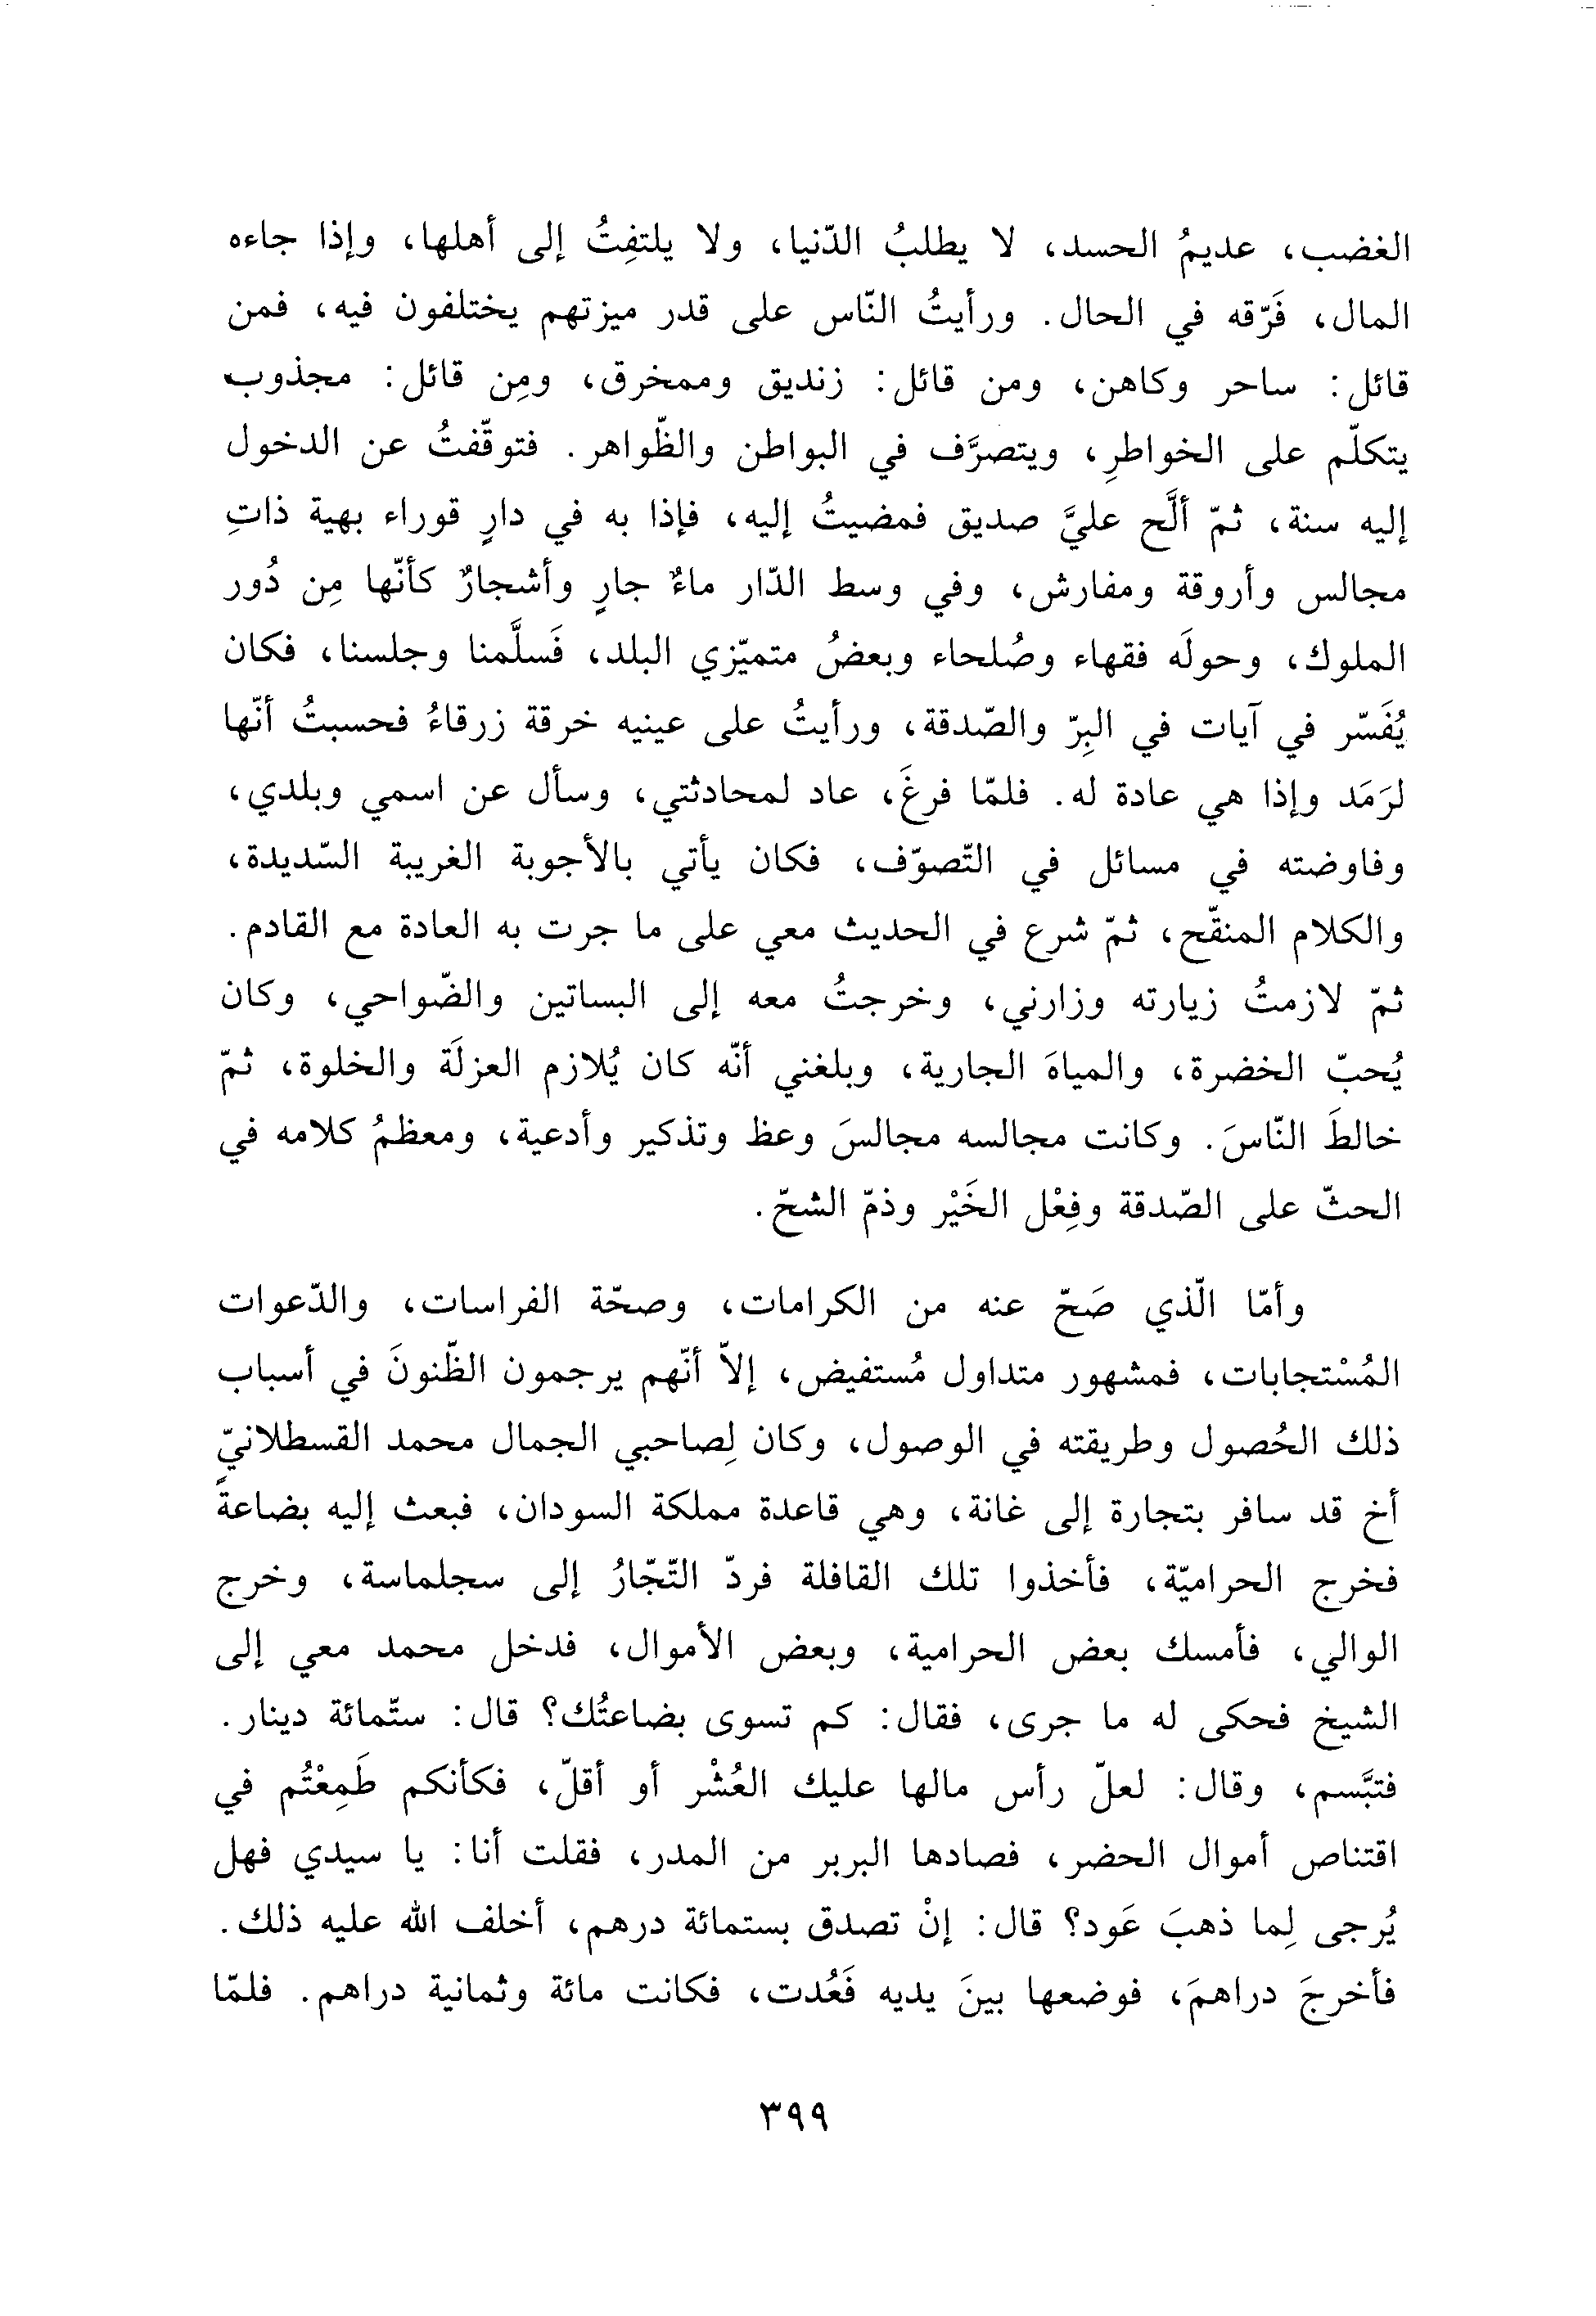 الغضب، عديمُ الحسد، لا يطلبُ الدّنيا، ولا يلتفِتُ إلى أهلها، وإذا جاءه
المال، فَرّقه في الحال. ورأيتُ النّاس على قدر ميزتهم يختلفون فيه، فمن
قائل: ساحر وكاهن، ومن قائل: زنديق وممخرق، ومِن قائل: مجذوب
يتكلّم على الخواطرِ، ويتصرَّف في البواطن والظّواهر. فتوقّفتُ عن الدخول
إليه سنة، ثمّ ألَّح عليَّ صديق فمضيتُ إليه، فإذا به في دارٍ قوراء بهية ذاتِ
مجالس وأروقة ومفارش، وفي وسط الدّار ماءٌ جارٍ وأشجارٌ كأنّها مِن دُور
الملوك، وحولَه فقهاء وصُلحاء وبعضُ متميّزي البلد، فَسلَّمنا وجلسنا، فكان
يُفَسّر في آيات في البِرّ والصّدقة، ورأيتُ على عينيه خرقة زرقاءُ فحسبتُ أنّها
لرَمَد وإذا هي عادة له. فلمّا فرغَ، عاد لمحادثتي، وسأل عن اسمي وبلدي،
وفاوضته في مسائل في التّصوّف، فكان يأتي بالأجوبة الغريبة السّديدة،
والكلام المنقّح، ثمّ شرع في الحديث معي على ما جرت به العادة مع القادم.
ثمّ لازمتُ زيارته وزارني، وخرجتُ معه إلى البساتين والضّواحي، وكان
يُحبّ الخضرة، والمياهَ الجارية، وبلغني أنّه كان يُلازم العزلَة والخلوة، ثمّ
خالطَ النّاسَ. وكانت مجالسه مجالسَ وعظ وتذكير وأدعية، ومعظمُ كلامه في
الحثّ على الصّدقة وفِعْل الخَيْر وذمّ الشحّ.
وأمّا الّذي صَحّ عنه من الكرامات، وصحّة الفراسات، والدّعوات
المُسْتجابات، فمشهور متداول مُستفيض، إلاّ أنّهم يرجمون الظّنونَ في أسباب
ذلك الحُصول وطريقته في الوصول، وكان لِصاحبي الجمال محمد القسطلانيّ
أخ قد سافر بتجارة إلى غانة، وهي قاعدة مملكة السودان، فبعث إليه بضاعةً
فخرج الحراميّة، فأخذوا تلك القافلة فردّ التّجّارُ إلى سجلماسة، وخرج
الوالي، فأمسك بعض الحرامية، وبعض الأموال، فدخل محمد معي إلى
الشيخ فحكى له ما جرى، فقال: كم تسوى بضاعتُك؟ قال: ستّمائة دينار.
فتبَّسم، وقال: لعلّ رأس مالها عليك العُشْر أو أقلّ، فكأنكم طَمِعْتُم في
اقتناص أموال الحضر، فصادها البربر من المدر، فقلت أنا: يا سيدي فهل
يُرجى لِما ذهبَ عَود؟ قال: إنْ تصدق بستمائة درهم، أخلف الله عليه ذلك.
فأخرجَ دراهمَ، فوضعها بينَ يديه فَعُدت، فكانت مائة وثمانية دراهم. فلمّا
٣٩٩